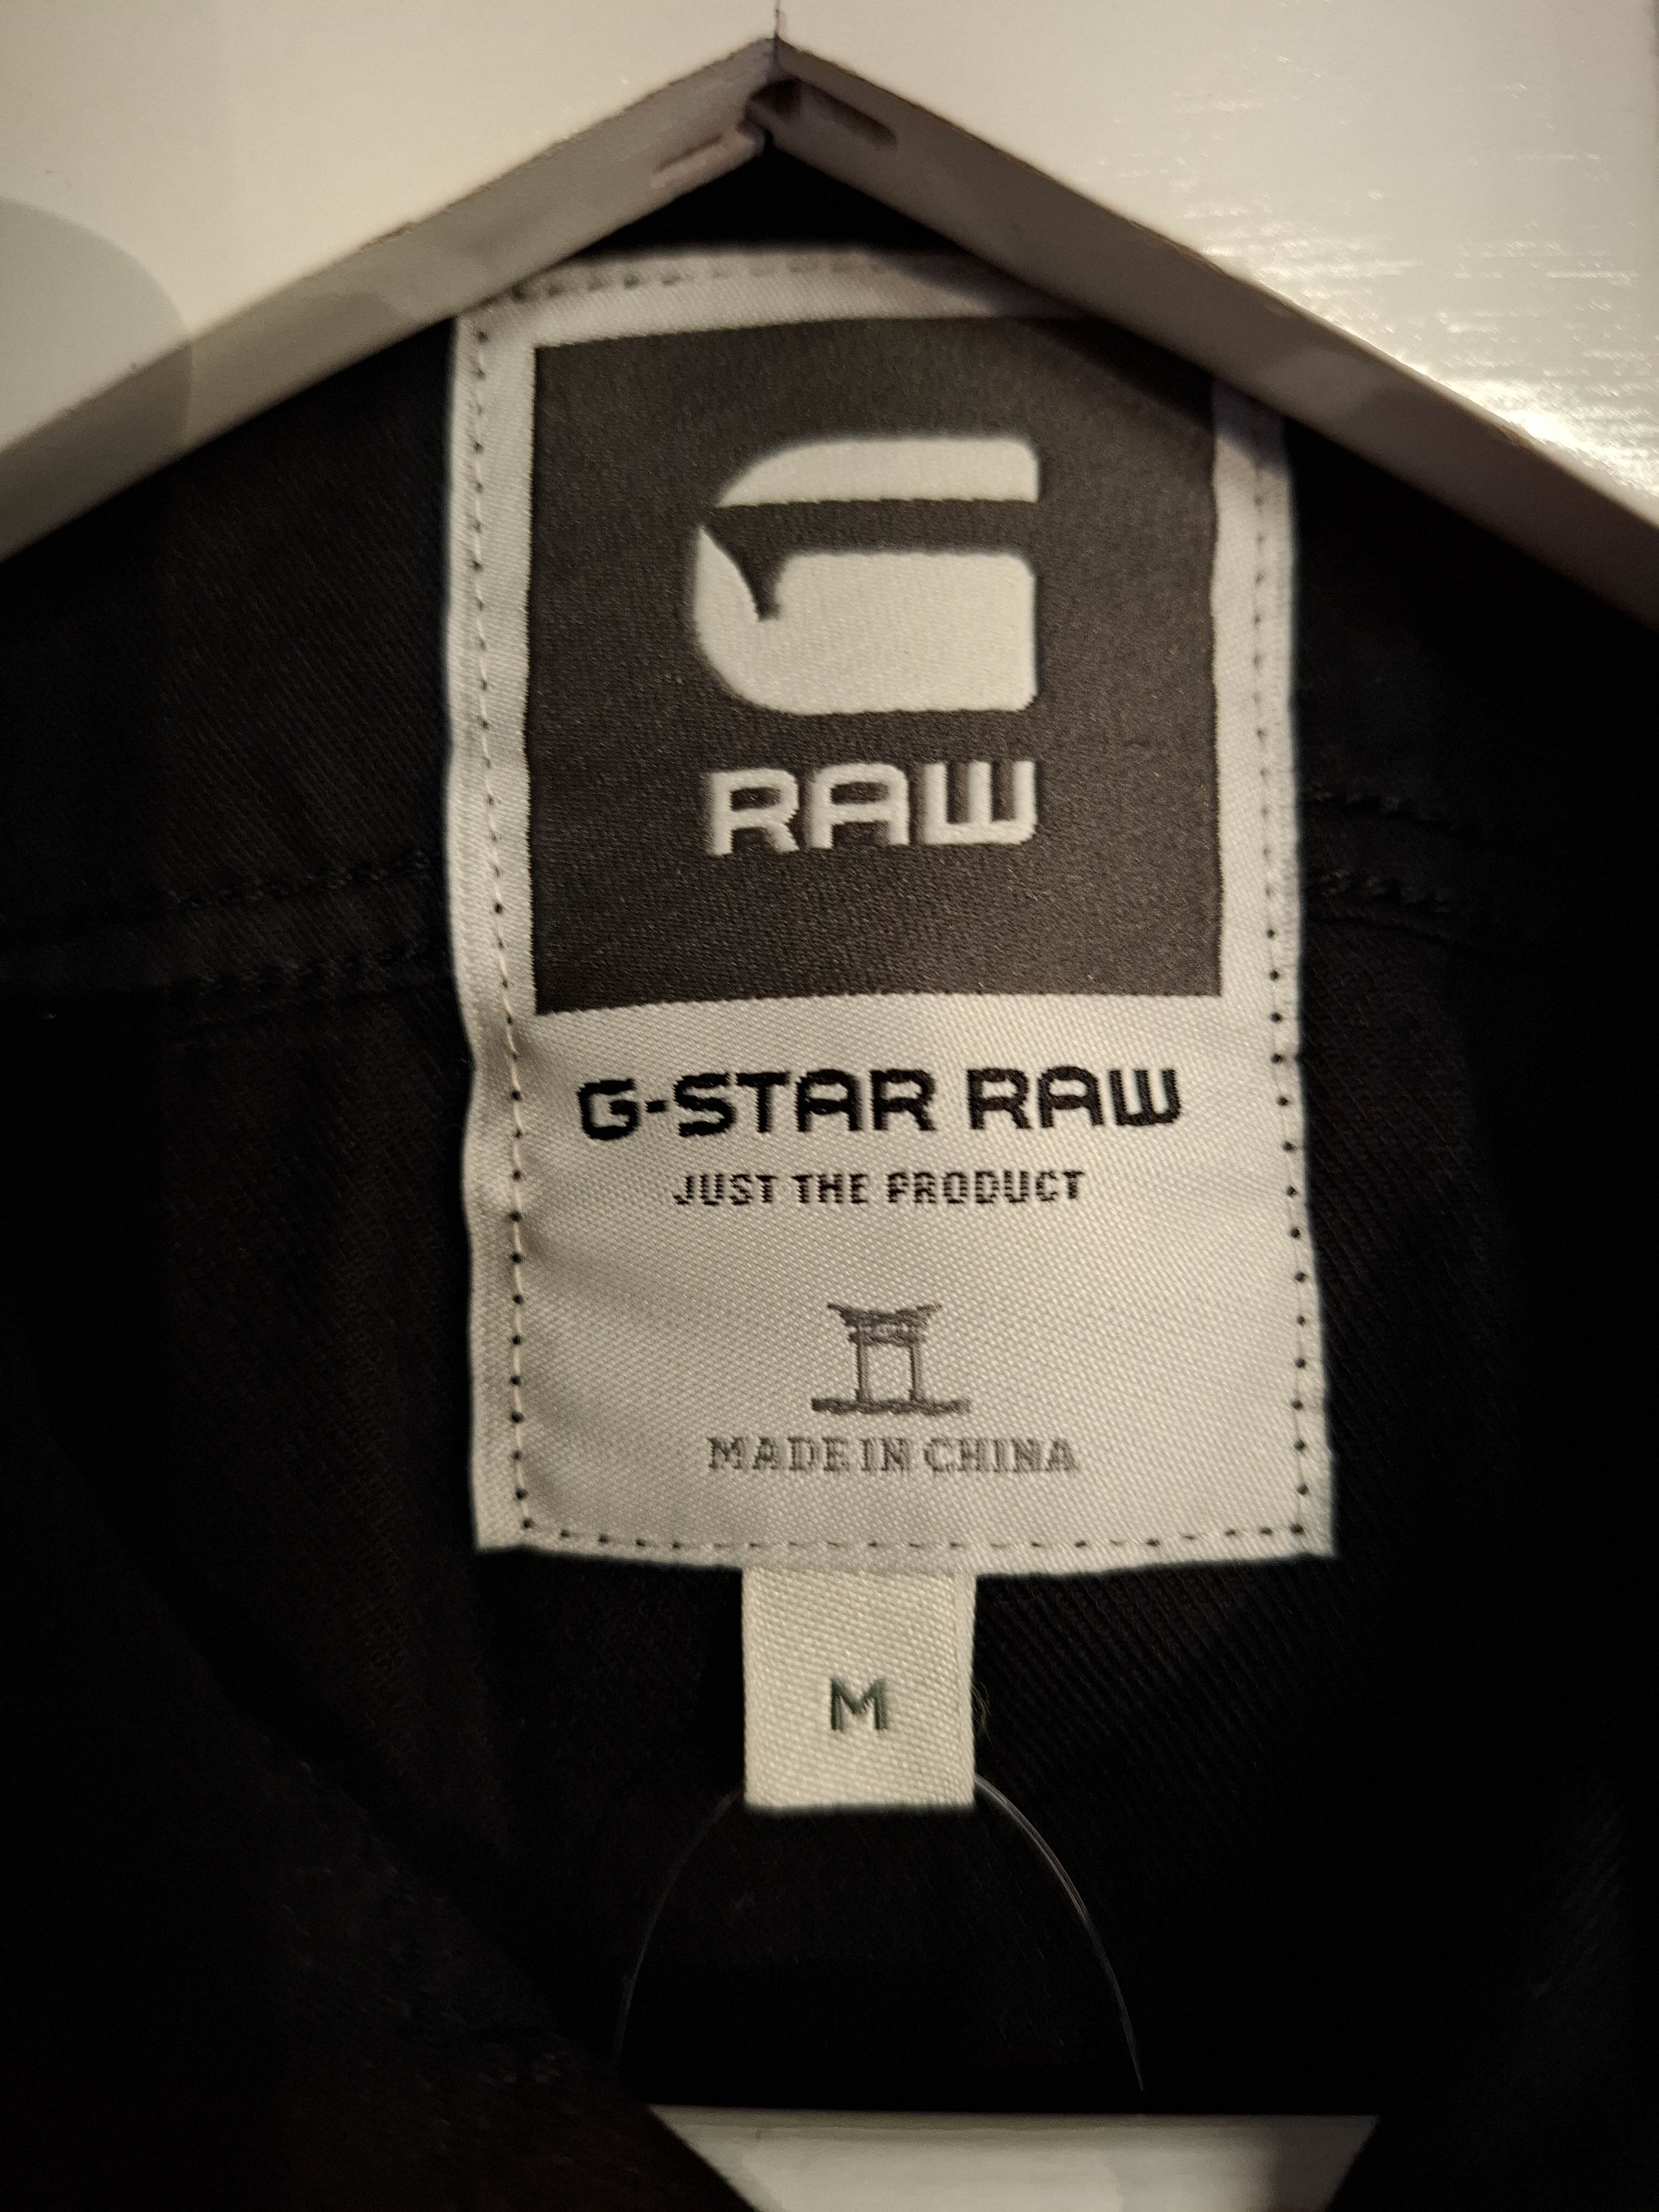 RAW
G-STAR RAW
JUST THE PRODUCT
MADE IN CHINA
M